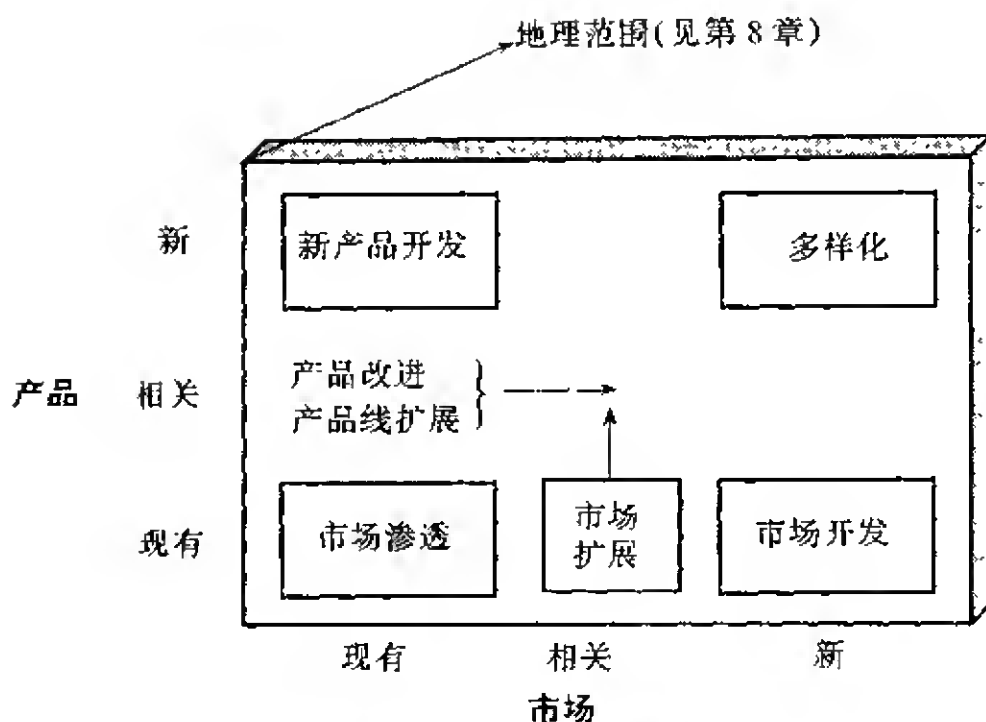 地理范围(见第8章)
新
新产品开发
多样化
产品改进
产品
相关
产品线扩展
现有
市场渗透
市场
扩展
市场开发
现有
相关
新
市场